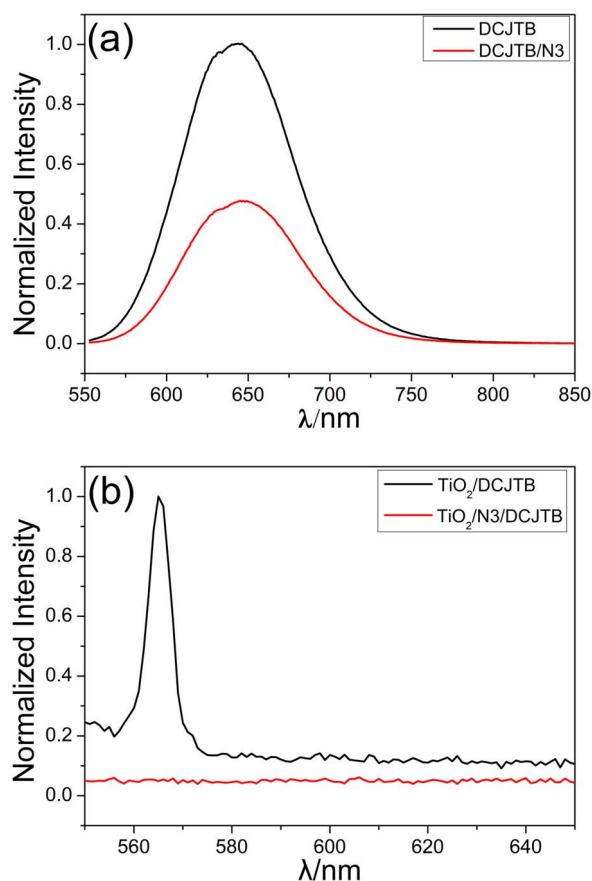 (a)
DCJTB
DCJTB/N3
Normalized Intensity
1.0
0.8
0.6
0.4
0.2
0.0
550 600 650 700 750 800 850
λ/nm
(b)
TiO₂/DCJTB
TiO₂/N3/DCJTB
Normalized Intensity
1.0
0.8
0.6
0.4
0.2
0.0
560 580 600 620 640
λ/nm